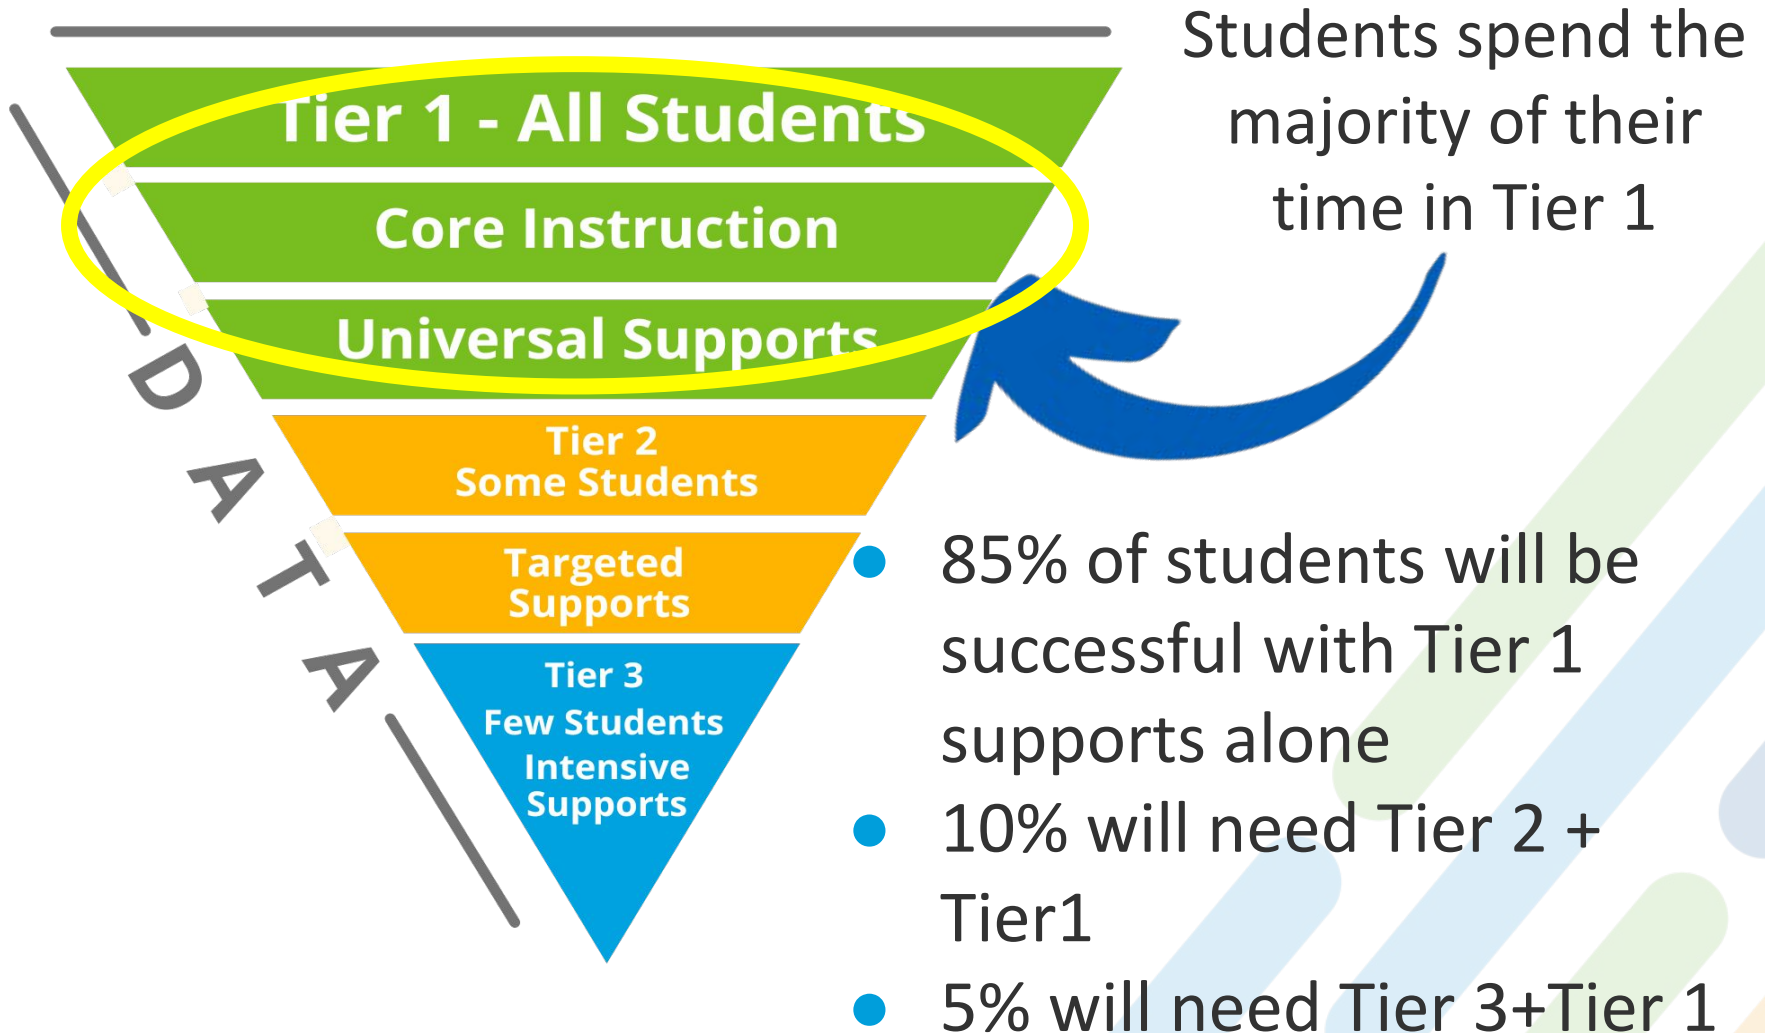 Students spend the
majority of their
time in Tier 1
Tier 1 - All Students
Core Instruction
Universal Supports
Tier 2
Some Students
Targeted
Supports
Tier 3
Few Students
Intensive
Supports
DATA
85% of students will be
successful with Tier 1
supports alone
10% will need Tier 2 +
Tier1
5% will need Tier 3+Tier 1